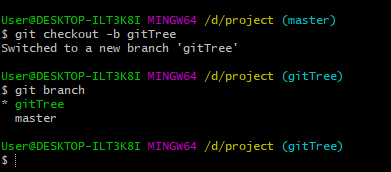 User@DESKTOP-ILT3K8I MINGW64 /d/project (master)
$ git checkout -b gitTree
Switched to a new branch 'gitTree'
User@DESKTOP-ILT3K8I MINGW64 /d/project (gitTree)
$ git branch
* gitTree
master
User@DESKTOP-ILT3K8I MINGW64 /d/project (gitTree)
$